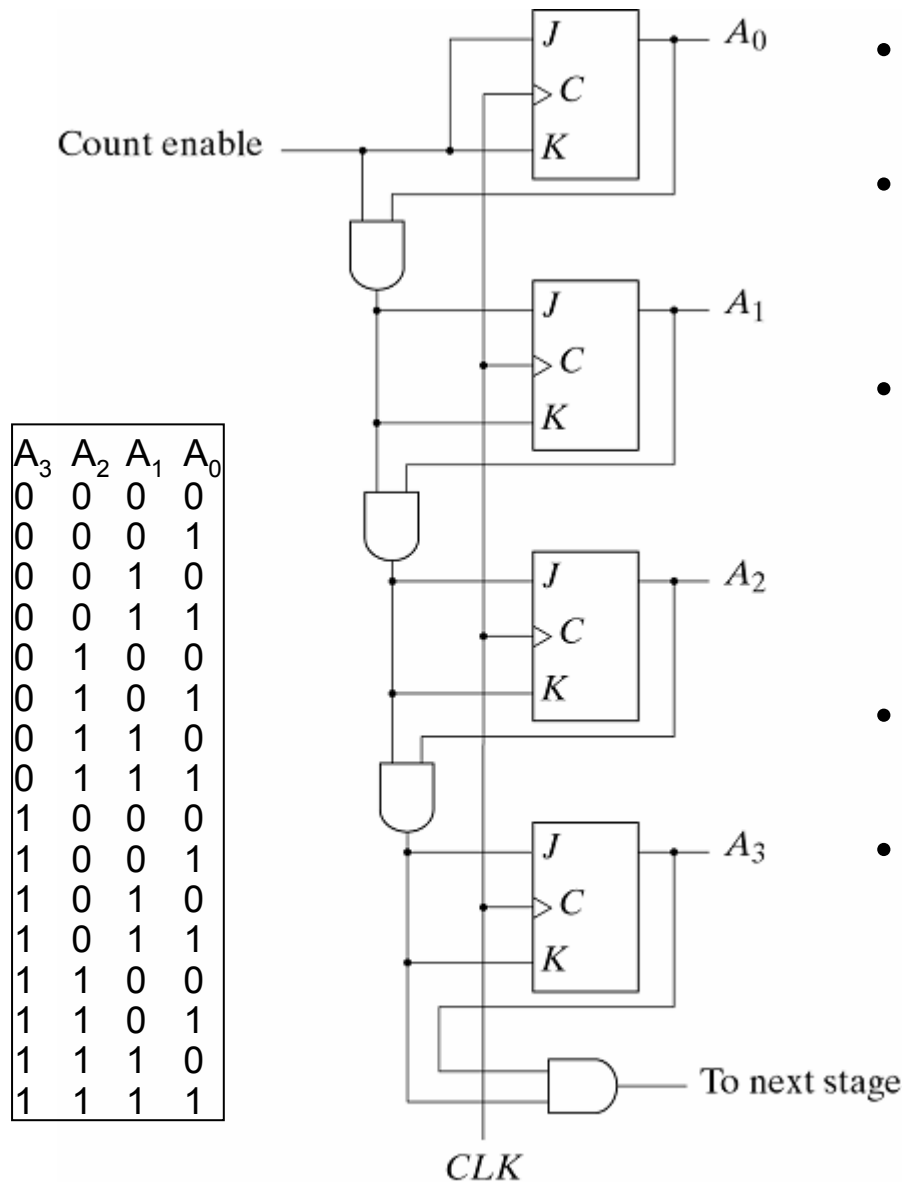 J
A₀
C
Count enable
K
J
A₁
C
K
A₃ A₂ A₁ A₀
0 0 0 0
0 0 0 1
0 0 1 0
0 0 1 1
0 1 0 0
0 1 0 1
0 1 1 0
0 1 1 1
1 0 0 0
1 0 0 1
1 0 1 0
1 0 1 1
1 1 0 0
1 1 0 1
1 1 1 0
1 1 1 1
J
A₂
C
K
J
A₃
C
K
To next stage
CLK
•
•
•
•
•